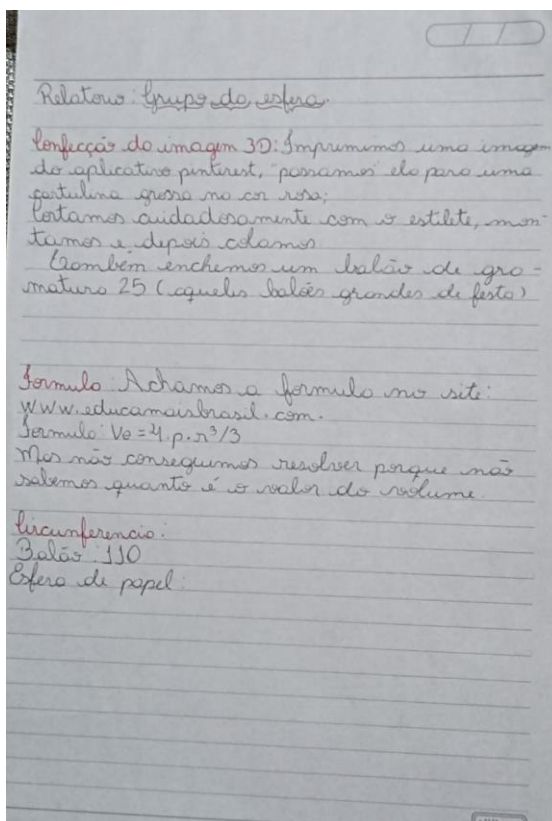 Relatorio: Grupo da esfera.
Confecção da imagem 3D: Imprimimos uma imagem
do aplicativo pinterest, "passamos" ela para uma
cartulina grossa na cor rosa;
Cortamos cuidadosamente com o estilete, mon-
tamos e depois colamos
Também enchemos um balão de gra-
matura 25 (aqueles balões grandes de festa)
Formula: Achamos a formula no site:
www.educamaisbrasil.com.
Formula: Ve = 4.p.r³/3
Mas não conseguimos resolver porque não
sabemos quanto é o valor do volume.
Circunferencia:
Balão: 110
Esfera de papel: